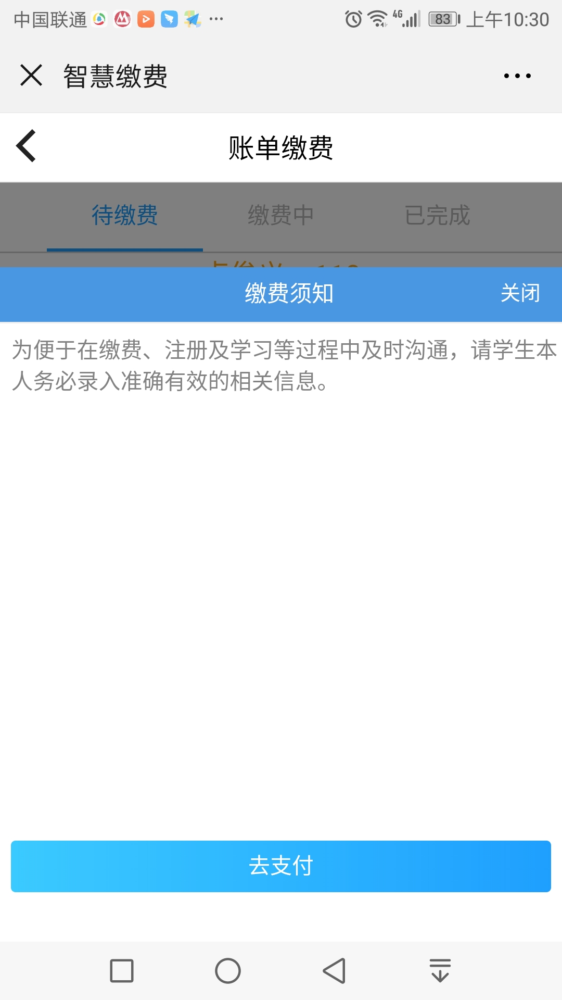 中国联通 4G 83 上午10:30
智慧缴费
账单缴费
待缴费 缴费中 已完成
缴费须知 关闭
为便于在缴费、注册及学习等过程中及时沟通，请学生本
人务必录入准确有效的相关信息。
去支付